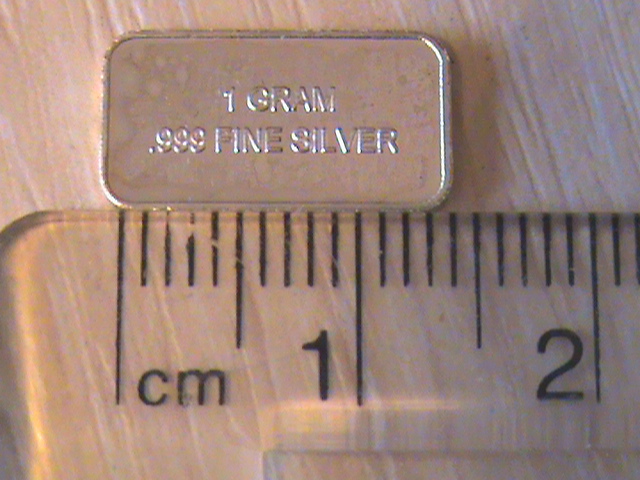 1 GRAM
.999 FINE SILVER
cm 1 2